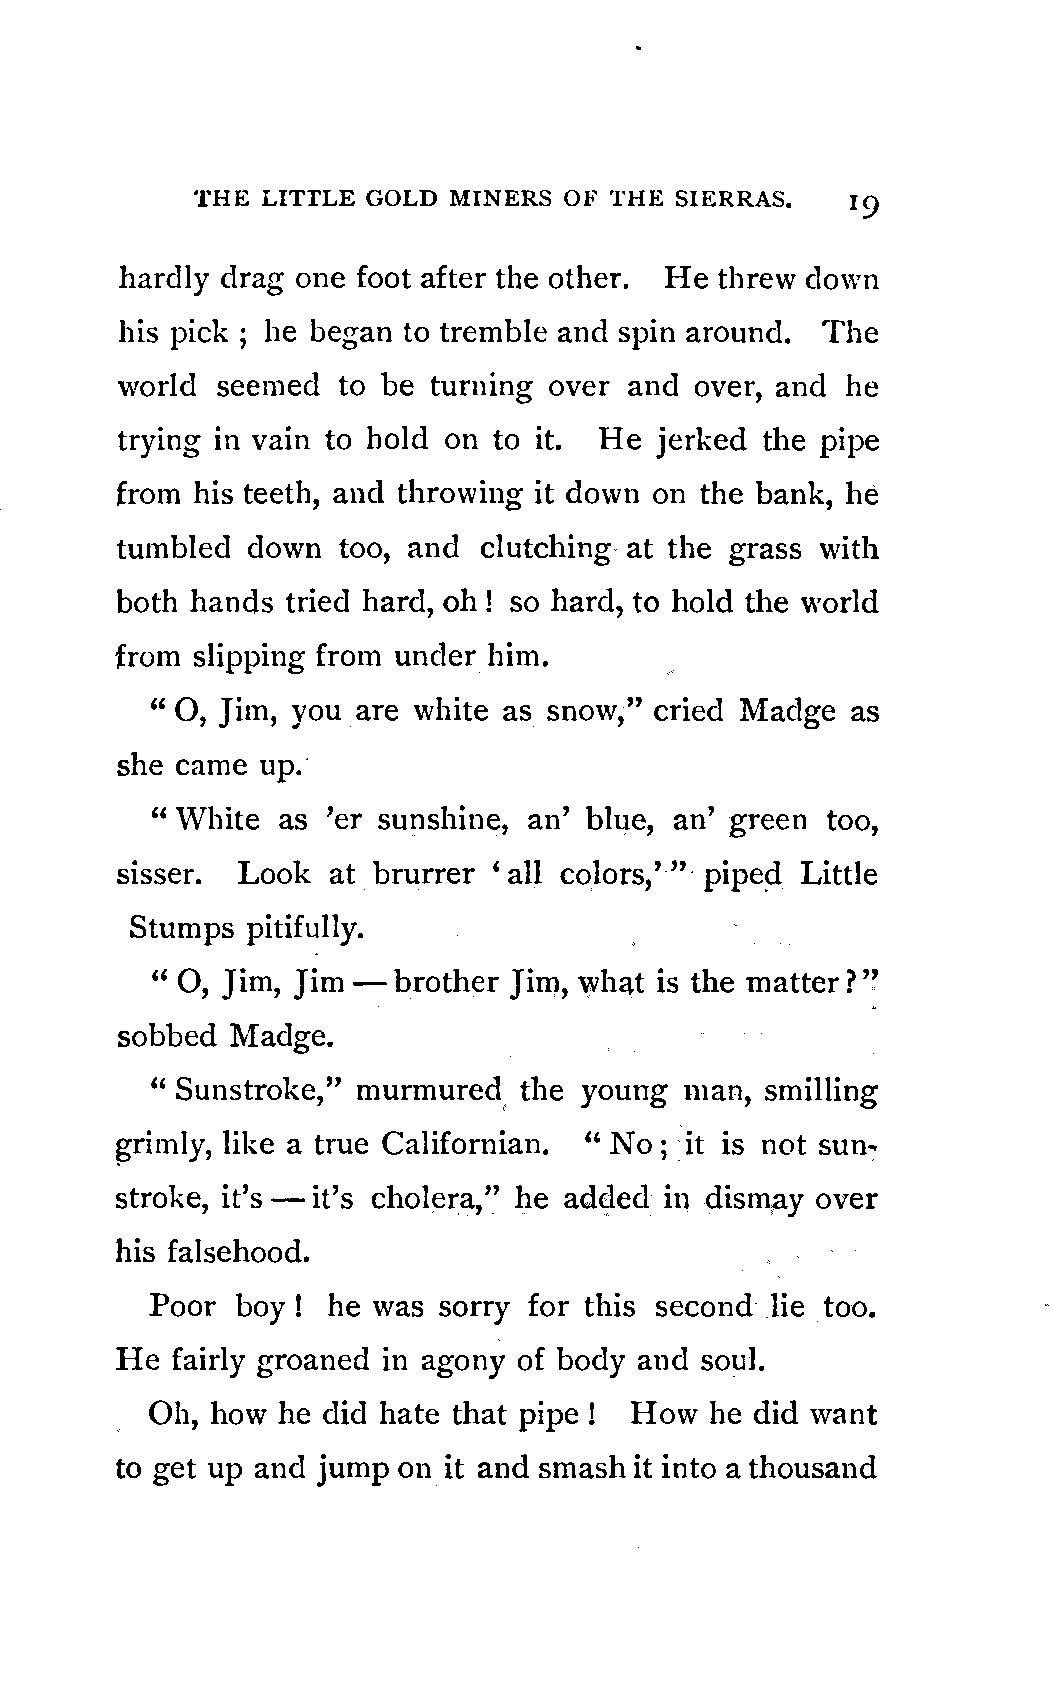 THE LITTLE GOLD MINERS OF THE SIERRAS. 19
hardly drag one foot after the other. He threw down
his pick ; he began to tremble and spin around. The
world seemed to be turning over and over, and he
trying in vain to hold on to it. He jerked the pipe
from his teeth, and throwing it down on the bank, he
tumbled down too, and clutching at the grass with
both hands tried hard, oh ! so hard, to hold the world
from slipping from under him.
“ O, Jim, you are white as snow,” cried Madge as
she came up.
“ White as ’er sunshine, an’ blue, an’ green too,
sisser. Look at brurrer ‘ all colors,’ ” piped Little
Stumps pitifully.
“ O, Jim, Jim — brother Jim, what is the matter ? ”
sobbed Madge.
“ Sunstroke,” murmured the young man, smilling
grimly, like a true Californian. “ No ; it is not sun-
stroke, it’s — it’s cholera,” he added in dismay over
his falsehood.
Poor boy ! he was sorry for this second lie too.
He fairly groaned in agony of body and soul.
Oh, how he did hate that pipe ! How he did want
to get up and jump on it and smash it into a thousand